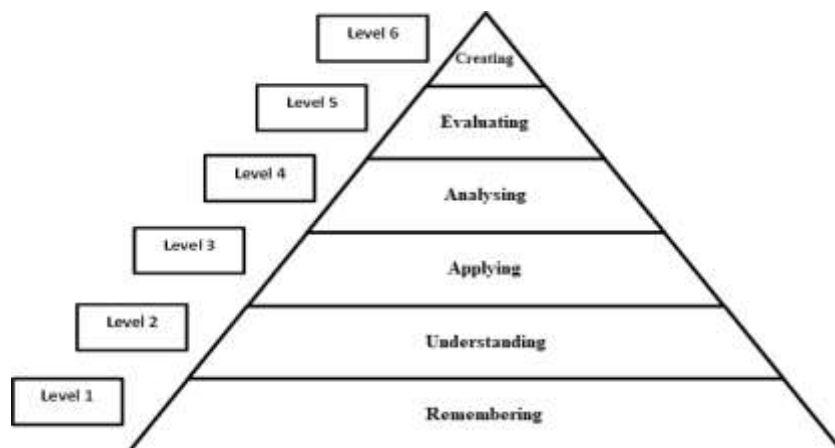 Level 6
Creating
Level 5
Evaluating
Level 4
Analysing
Level 3
Applying
Level 2
Understanding
Level 1
Remembering